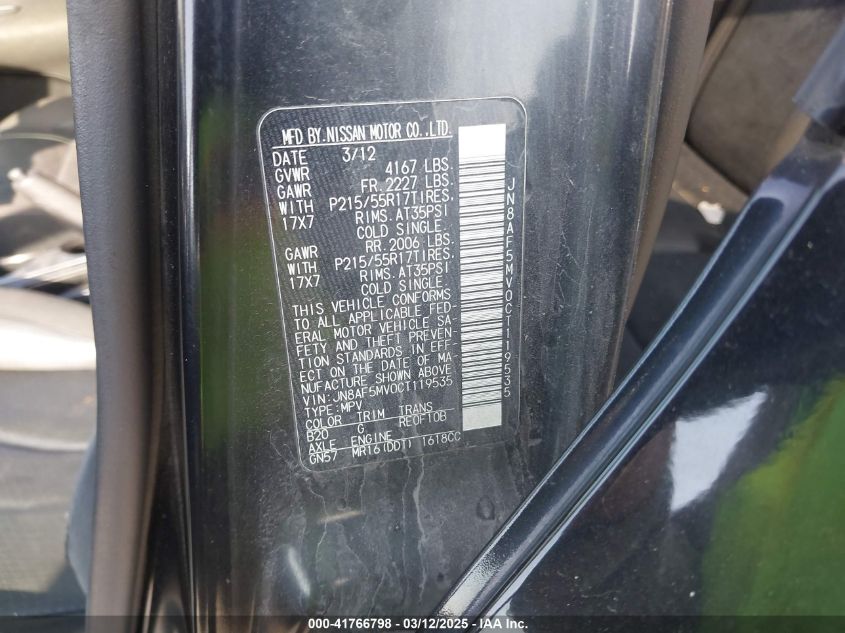 MFD BY.NISSAN MOTOR CO.,LTD.
DATE 3/12
GVWR 4167 LBS.
GAWR FR. 2227 LBS.
WITH P215/55R17TIRES,
17X7 RIMS. AT35PSI
COLD SINGLE.
GAWR RR. 2006 LBS.
WITH P215/55R17TIRES,
17X7 RIMS. AT35PSI
COLD SINGLE.
THIS VEHICLE CONFORMS
TO ALL APPLICABLE FED-
ERAL MOTOR VEHICLE SA-
FETY AND THEFT PREVEN-
TION STANDARDS IN EFF-
ECT ON THE DATE OF MA-
NUFACTURE SHOWN ABOVE
VIN:JN8AF5MV0CT119535
TYPE:MPV
COLOR TRIM TRANS
B20 G RE0F10B
AXLE ENGINE
GN57 MR16(DDT) 1618CC
JN8AF5MV0CT119535
000-41766798 - 03/12/2025 - IAA Inc.